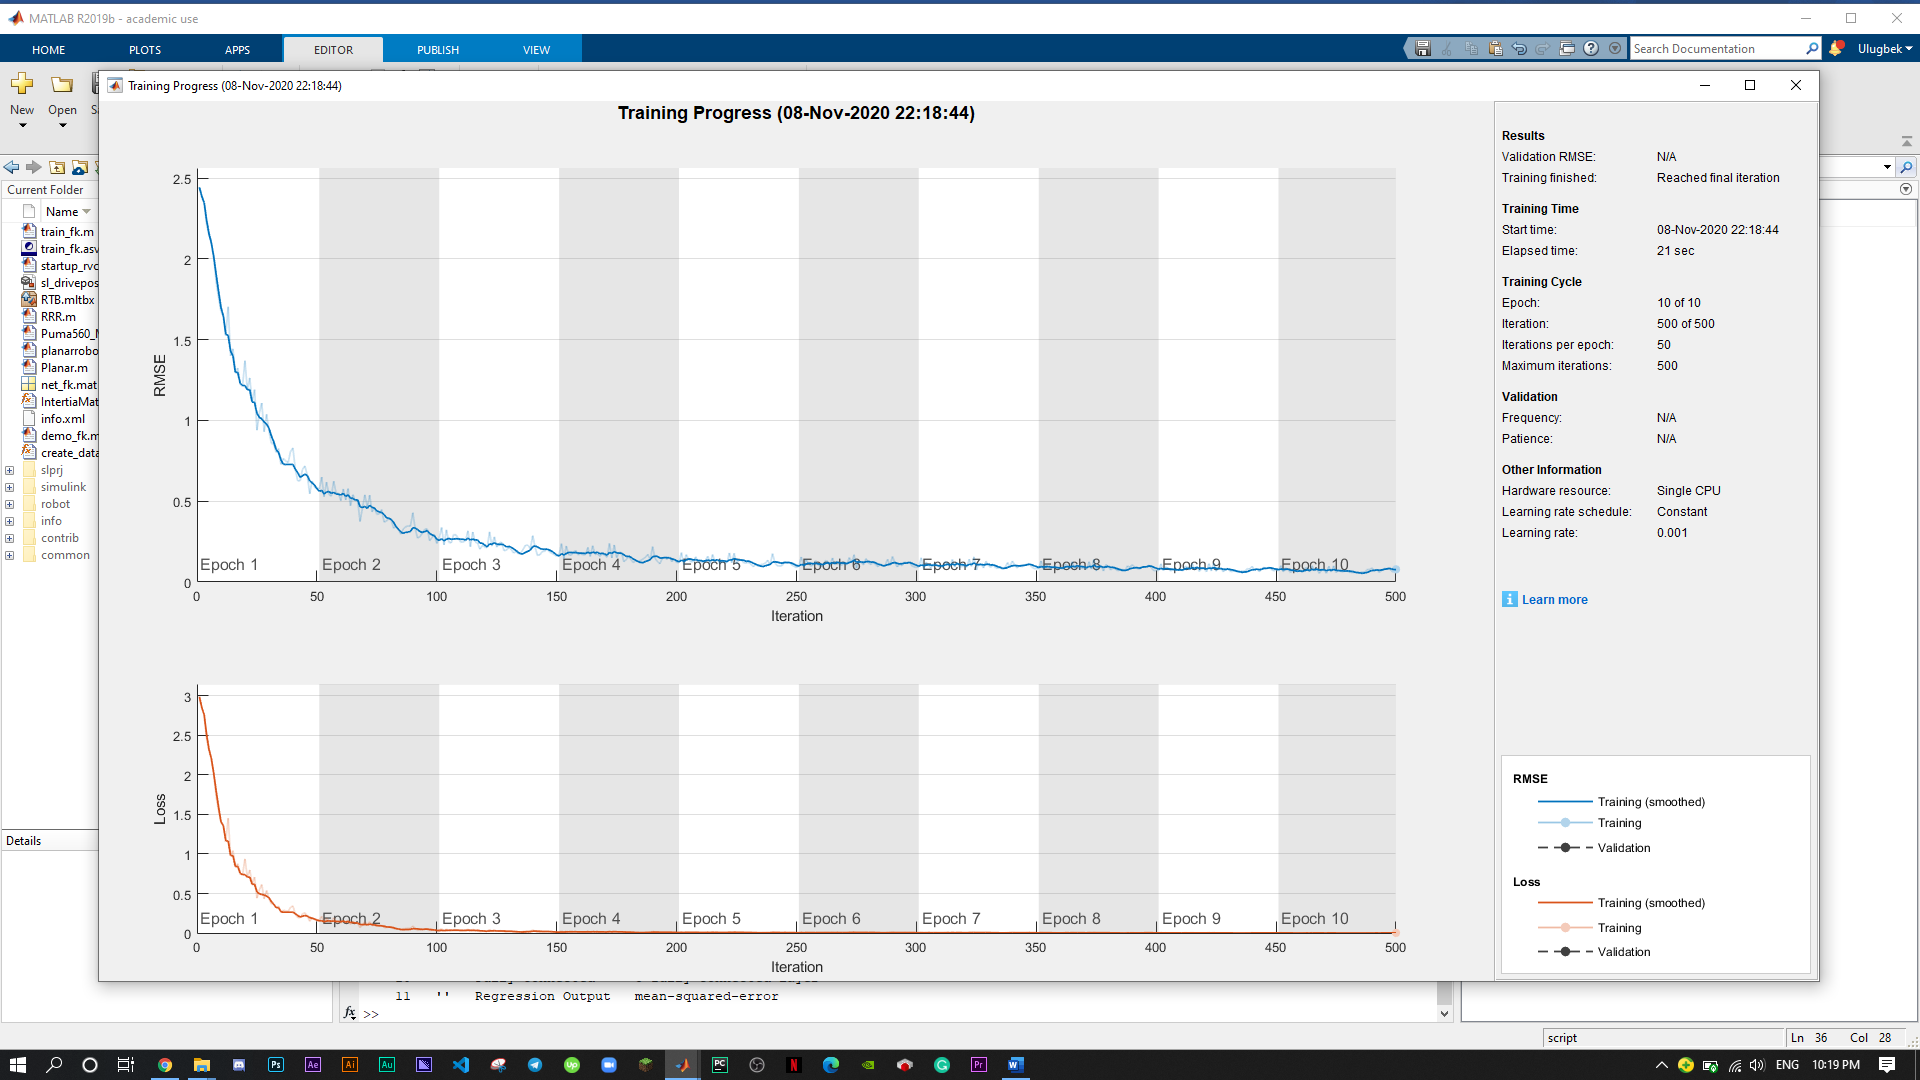 MATLAB R2019b - academic use
HOME PLOTS APPS EDITOR PUBLISH VIEW
Search Documentation
Ulugbek
New Open
Training Progress (08-Nov-2020 22:18:44)
Training Progress (08-Nov-2020 22:18:44)
Current Folder
Name
train_fk.m
train_fk.asv
startup_rvc
sl_drivepos
RTB.mltbx
RRR.m
Puma560_
planarrobo
Planar.m
net_fk.mat
IntertiaMat
info.xml
demo_fk.m
create_data
slprj
simulink
robot
info
contrib
common
Details
RMSE
2.5
2
1.5
1
0.5
0
Epoch 1 Epoch 2 Epoch 3 Epoch 4 Epoch 5 Epoch 6 Epoch 7 Epoch 8 Epoch 9 Epoch 10
0 50 100 150 200 250 300 350 400 450 500
Iteration
Loss
3
2.5
2
1.5
1
0.5
0
Epoch 1 Epoch 2 Epoch 3 Epoch 4 Epoch 5 Epoch 6 Epoch 7 Epoch 8 Epoch 9 Epoch 10
0 50 100 150 200 250 300 350 400 450 500
Iteration
Results
Validation RMSE: N/A
Training finished: Reached final iteration
Training Time
Start time: 08-Nov-2020 22:18:44
Elapsed time: 21 sec
Training Cycle
Epoch: 10 of 10
Iteration: 500 of 500
Iterations per epoch: 50
Maximum iterations: 500
Validation
Frequency: N/A
Patience: N/A
Other Information
Hardware resource: Single CPU
Learning rate schedule: Constant
Learning rate: 0.001
Learn more
RMSE
Training (smoothed)
Training
Validation
Loss
Training (smoothed)
Training
Validation
11 '' Regression Output mean-squared-error
fx >>
script
Ln 36 Col 28
ENG 10:19 PM